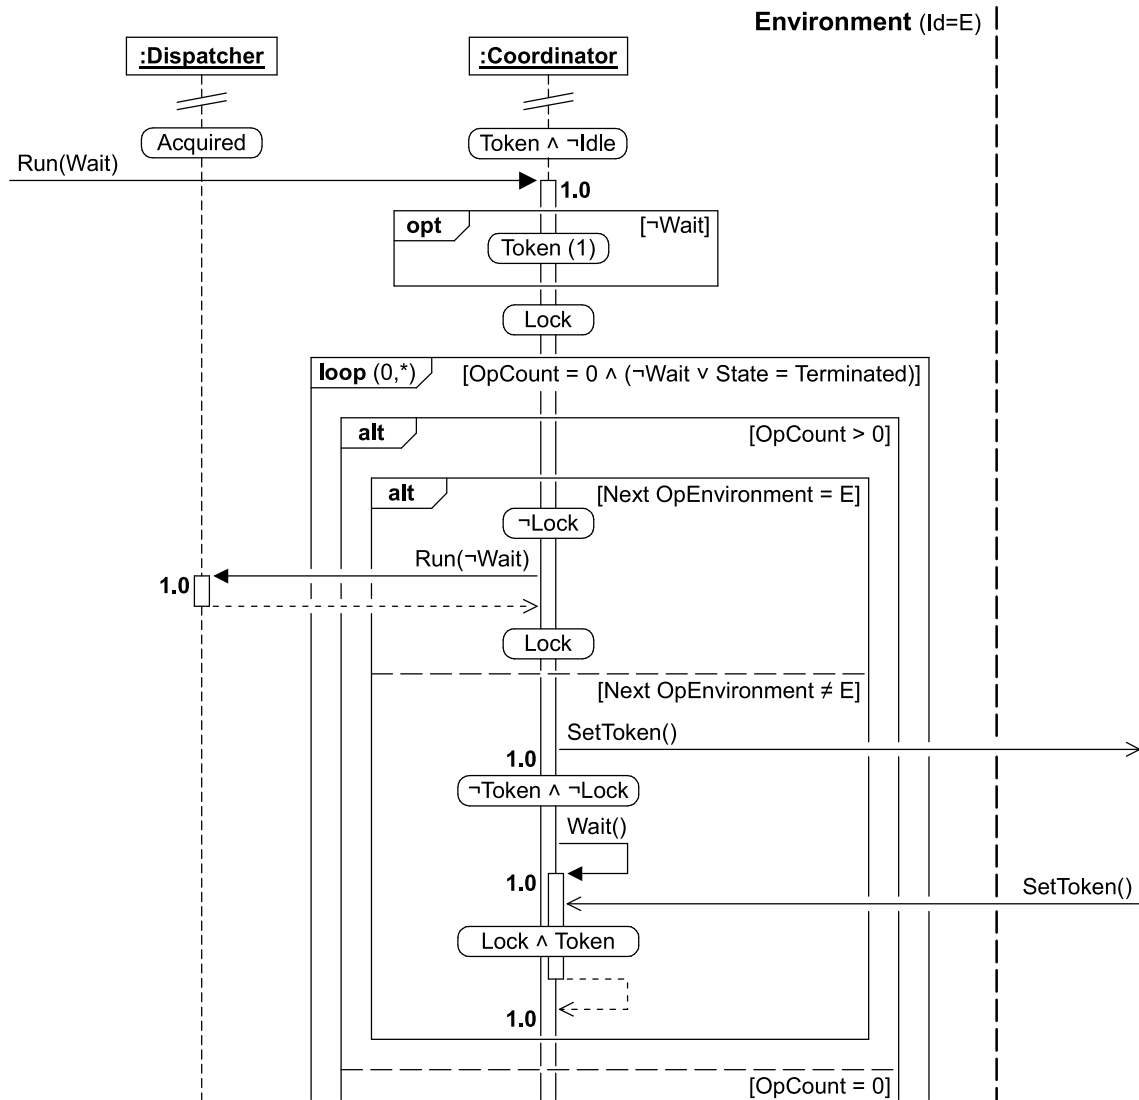 Environment (Id=E)
:Dispatcher
:Coordinator
Acquired
Token ∧ ¬Idle
Run(Wait)
1.0
opt
[¬Wait]
Token (1)
Lock
loop (0,*)
[OpCount = 0 ∧ (¬Wait ∨ State = Terminated)]
alt
[OpCount > 0]
alt
[Next OpEnvironment = E]
¬Lock
Run(¬Wait)
1.0
Lock
[Next OpEnvironment ≠ E]
SetToken()
1.0
¬Token ∧ ¬Lock
Wait()
1.0
SetToken()
Lock ∧ Token
1.0
[OpCount = 0]